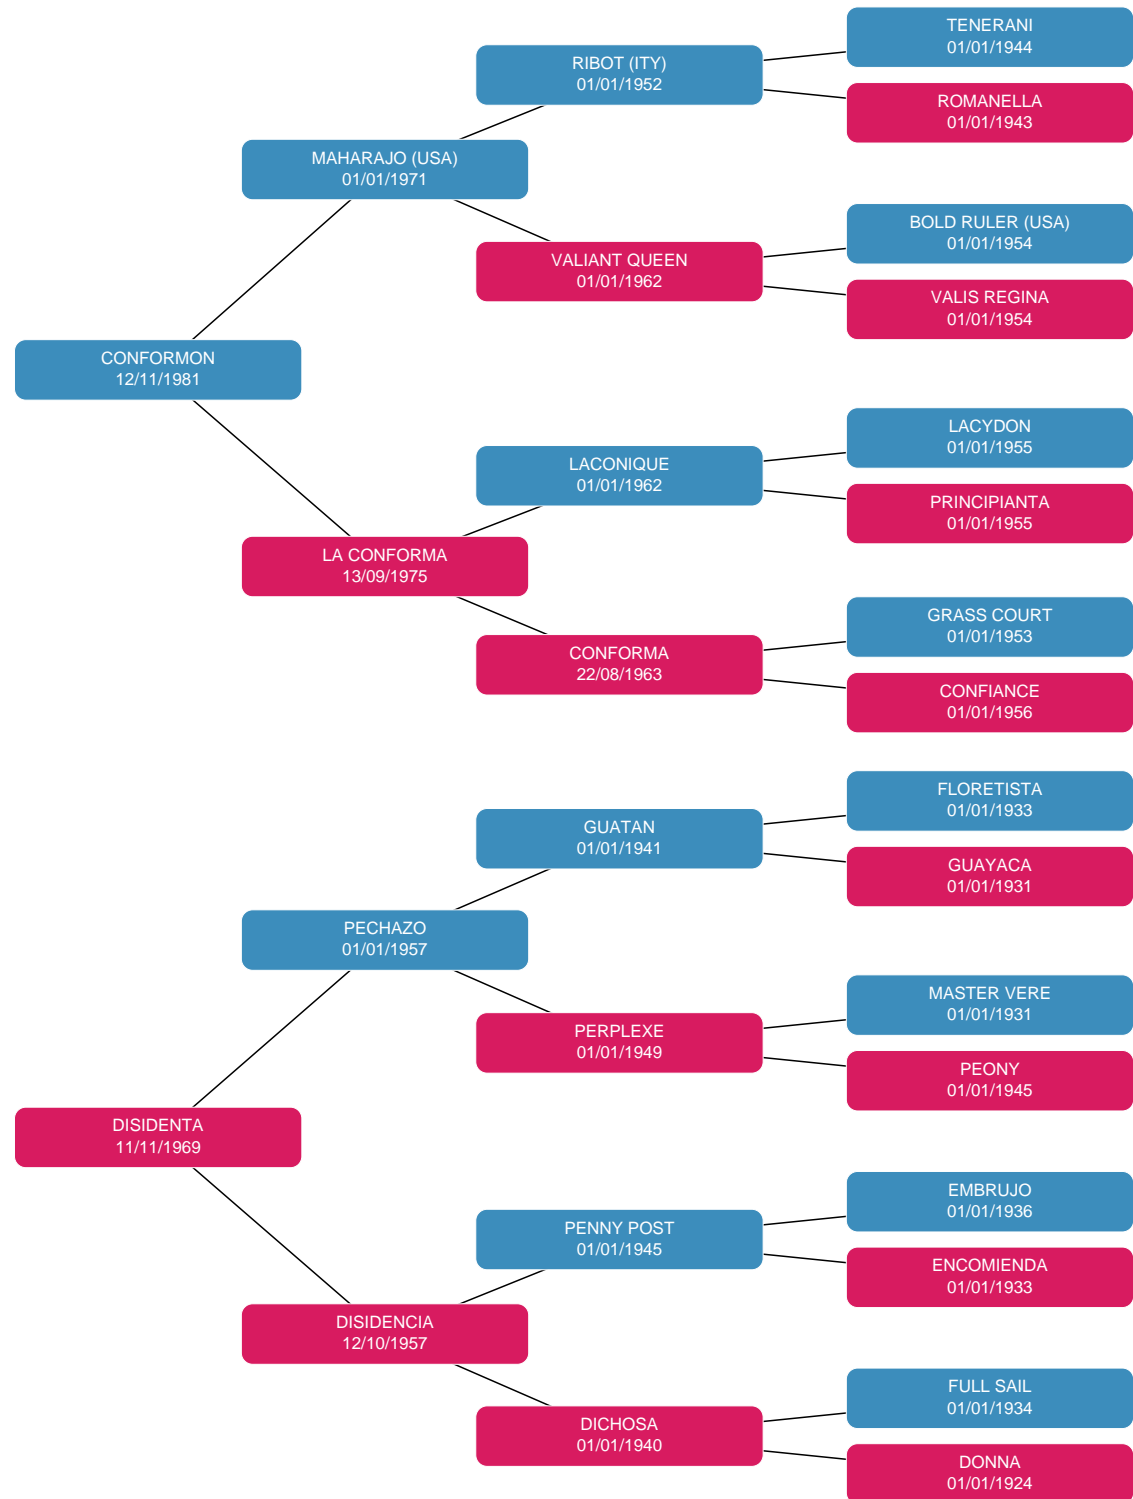 TENERANI
01/01/1944
RIBOT (ITY)
01/01/1952
ROMANELLA
01/01/1943
MAHARAJO (USA)
01/01/1971
BOLD RULER (USA)
01/01/1954
VALIANT QUEEN
01/01/1962
VALIS REGINA
01/01/1954
CONFORMON
12/11/1981
LACYDON
01/01/1955
LACONIQUE
01/01/1962
PRINCIPIANTA
01/01/1955
LA CONFORMA
13/09/1975
GRASS COURT
01/01/1953
CONFORMA
22/08/1963
CONFIANCE
01/01/1956
FLORETISTA
01/01/1933
GUATAN
01/01/1941
GUAYACA
01/01/1931
PECHAZO
01/01/1957
MASTER VERE
01/01/1931
PERPLEXE
01/01/1949
PEONY
01/01/1945
DISIDENTA
11/11/1969
EMBRUJO
01/01/1936
PENNY POST
01/01/1945
ENCOMIENDA
01/01/1933
DISIDENCIA
12/10/1957
FULL SAIL
01/01/1934
DICHOSA
01/01/1940
DONNA
01/01/1924